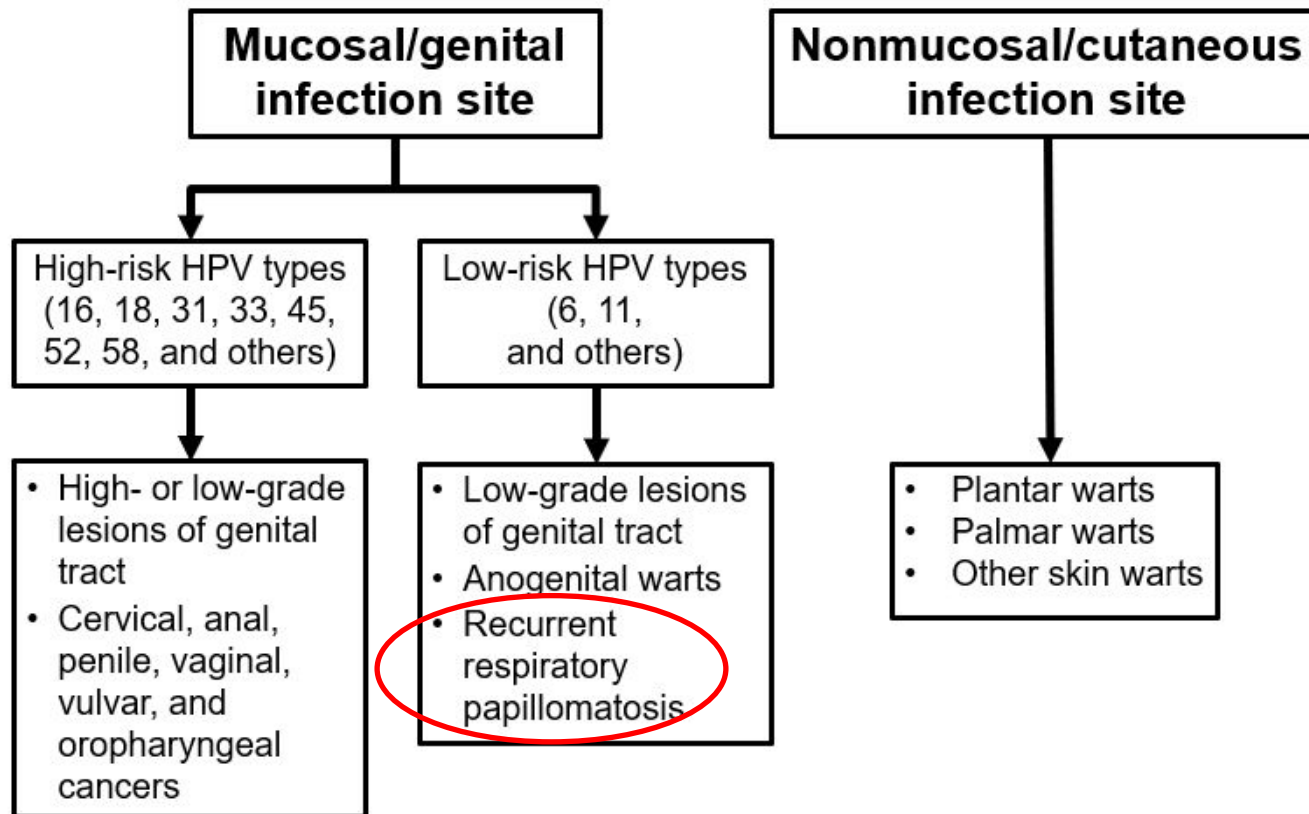 Mucosal/genital
infection site
Nonmucosal/cutaneous
infection site
High-risk HPV types
(16, 18, 31, 33, 45,
52, 58, and others)
Low-risk HPV types
(6, 11,
and others)
• High- or low-grade
lesions of genital
tract
• Cervical, anal,
penile, vaginal,
vulvar, and
oropharyngeal
cancers
• Low-grade lesions
of genital tract
• Anogenital warts
• Recurrent
respiratory
papillomatosis
• Plantar warts
• Palmar warts
• Other skin warts